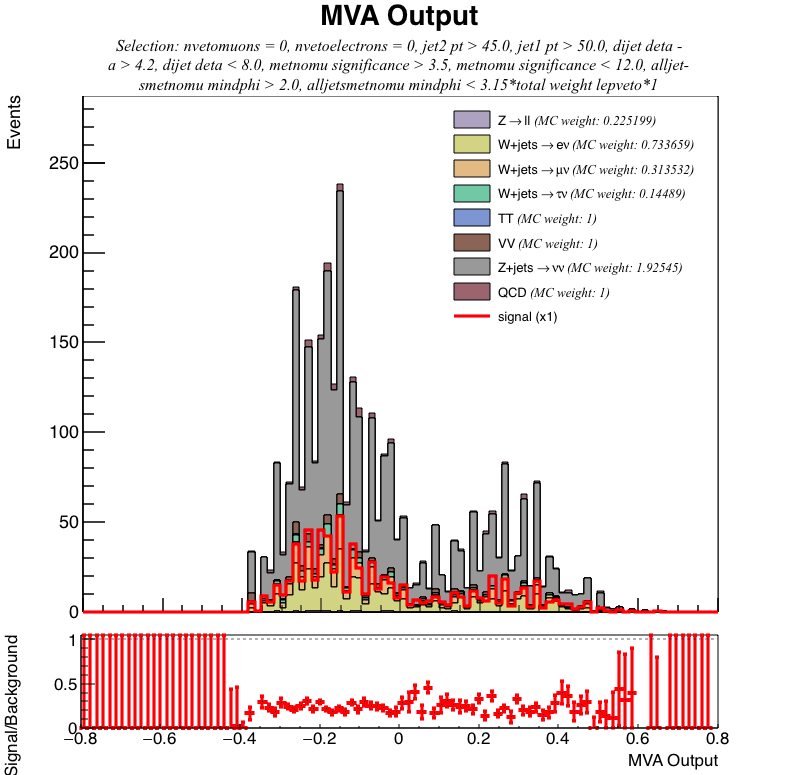 MVA Output
Selection: nvetomuons = 0, nvetoelectrons = 0, jet2 pt > 45.0, jet1 pt > 50.0, dijet deta -
a > 4.2, dijet deta < 8.0, metnomu significance > 3.5, metnomu significance < 12.0, alljet-
smetnomu mindphi > 2.0, alljetsmetnomu mindphi < 3.15*total weight lepveto*1
Events
250
200
150
100
50
0
Z→ll (MC weight: 0.225199)
W+jets→eν (MC weight: 0.733659)
W+jets→μν (MC weight: 0.313532)
W+jets→τν (MC weight: 0.14489)
TT (MC weight: 1)
VV (MC weight: 1)
Z+jets→νν (MC weight: 1.92545)
QCD (MC weight: 1)
signal (x1)
Signal/Background
1
0.5
0
−0.8 −0.6 −0.4 −0.2 0 0.2 0.4 0.6 0.8
MVA Output